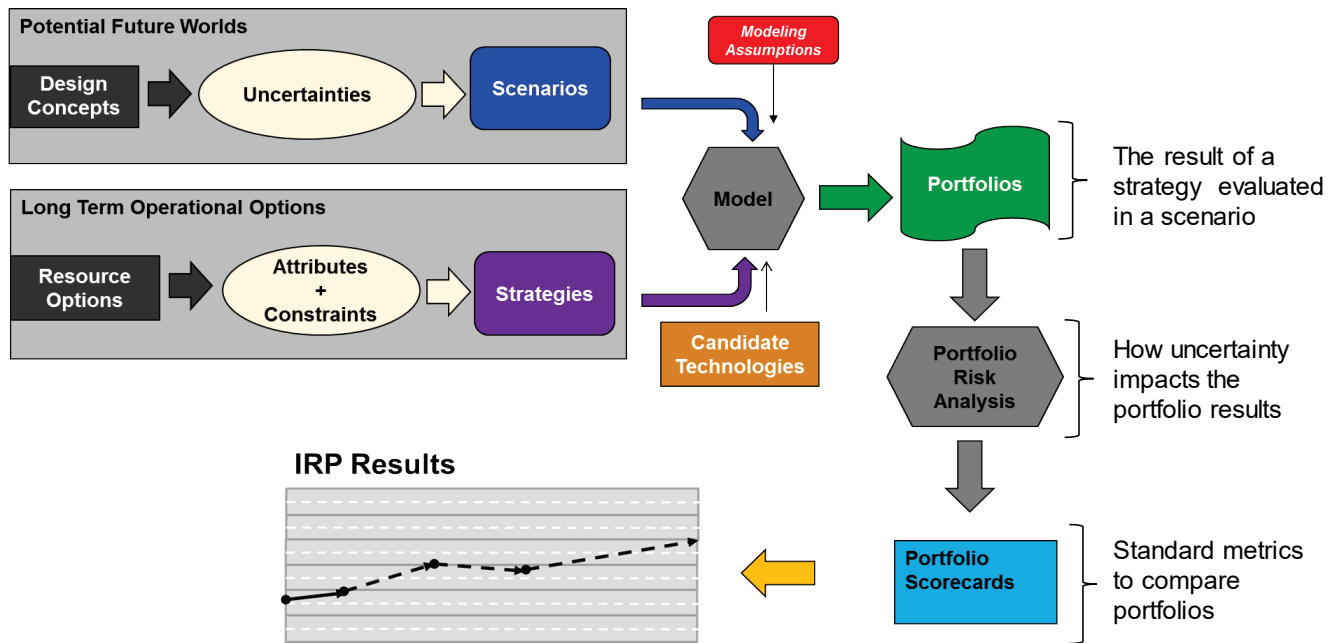 Potential Future Worlds
Design
Concepts
Uncertainties
Scenarios
Modeling
Assumptions
Long Term Operational Options
Resource
Options
Attributes
+
Constraints
Strategies
Model
Candidate
Technologies
Portfolios
The result of a
strategy evaluated
in a scenario
Portfolio
Risk
Analysis
How uncertainty
impacts the
portfolio results
Portfolio
Scorecards
Standard metrics
to compare
portfolios
IRP Results